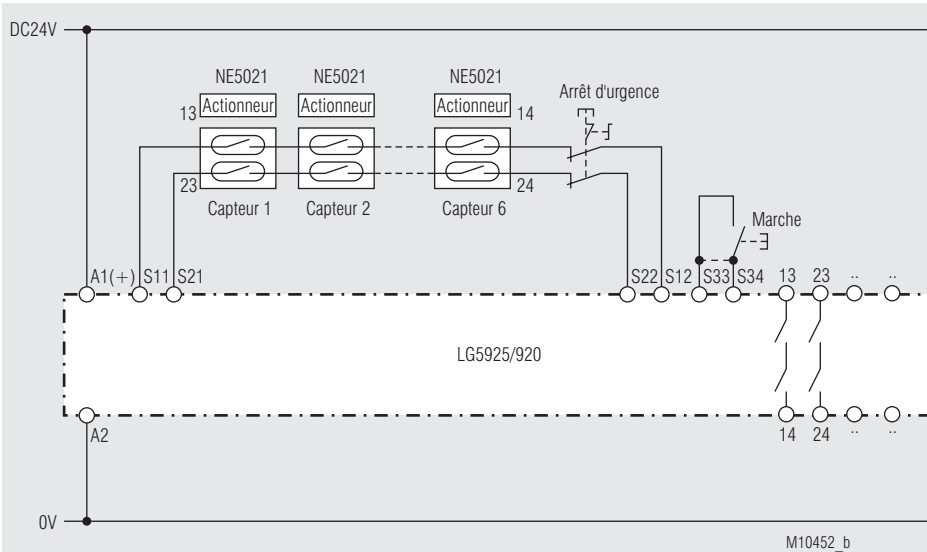 DC24V
NE5021 NE5021 NE5021
Arrêt d'urgence
13 Actionneur Actionneur Actionneur 14
23 24
Capteur 1 Capteur 2 Capteur 6
Marche
A1(+) S11 S21 S22 S12 S33 S34 13 23 .. ..
LG5925/920
A2 14 24 .. ..
0V
M10452_b